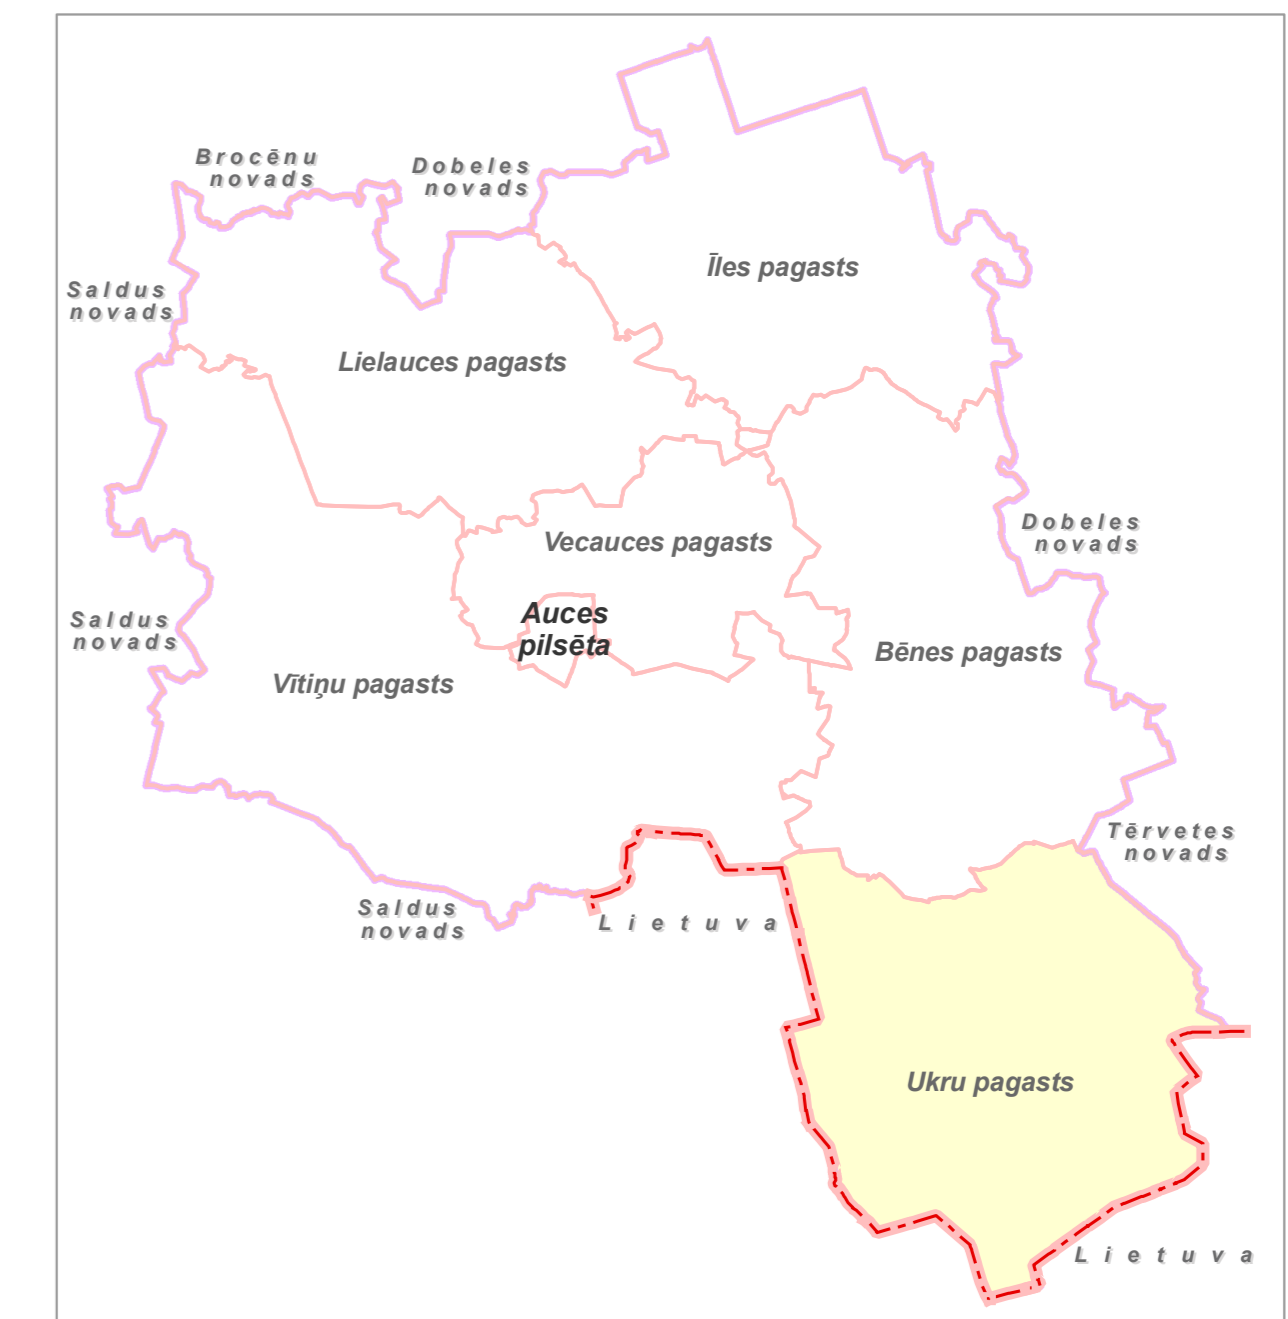 Brocēnu
novads
Dobeles
novads
Īles pagasts
Saldus
novads
Lielauces pagasts
Dobeles
novads
Vecauces pagasts
Auces
pilsēta
Saldus
novads
Bēnes pagasts
Vītiņu pagasts
Tērvetes
novads
Saldus
novads
Lietuva
Ukru pagasts
Lietuva